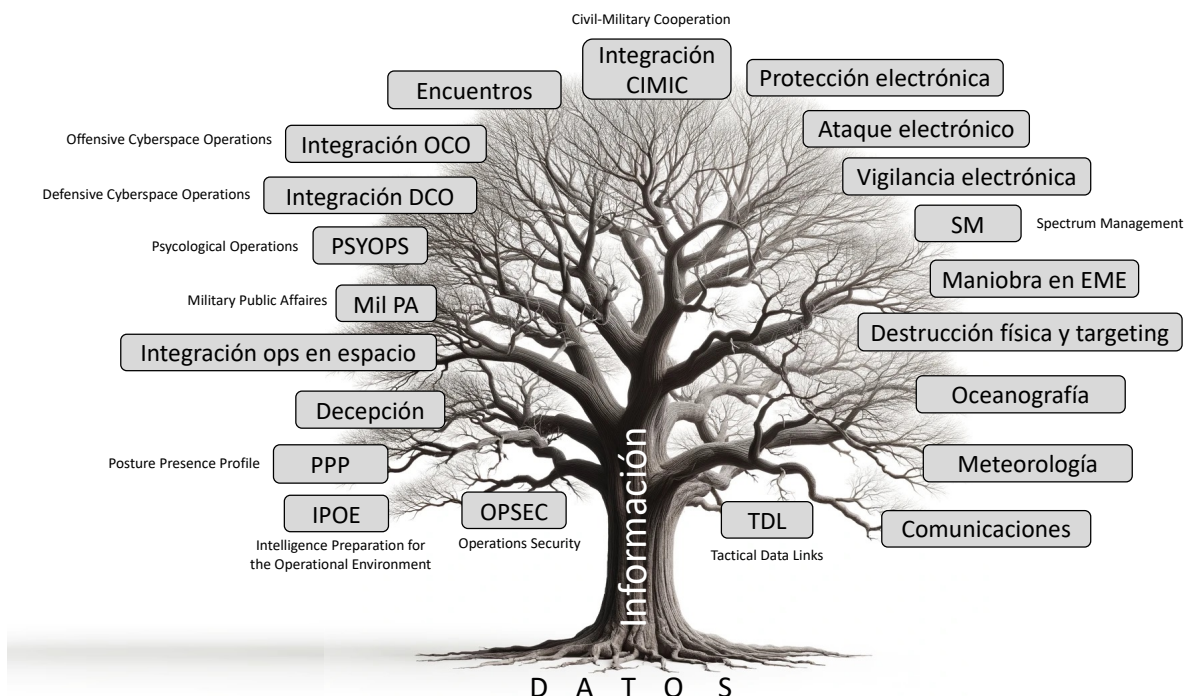 Civil-Military Cooperation
Integración
CIMIC
Encuentros
Protección electrónica
Offensive Cyberspace Operations
Integración OCO
Ataque electrónico
Defensive Cyberspace Operations
Integración DCO
Vigilancia electrónica
Psycological Operations
PSYOPS
SM
Spectrum Management
Military Public Affaires
Mil PA
Maniobra en EME
Integración ops en espacio
Destrucción física y targeting
Decepción
Oceanografía
Posture Presence Profile
PPP
Meteorología
IPOE
Intelligence Preparation for
the Operational Environment
OPSEC
Operations Security
TDL
Tactical Data Links
Comunicaciones
Información
D A T O S